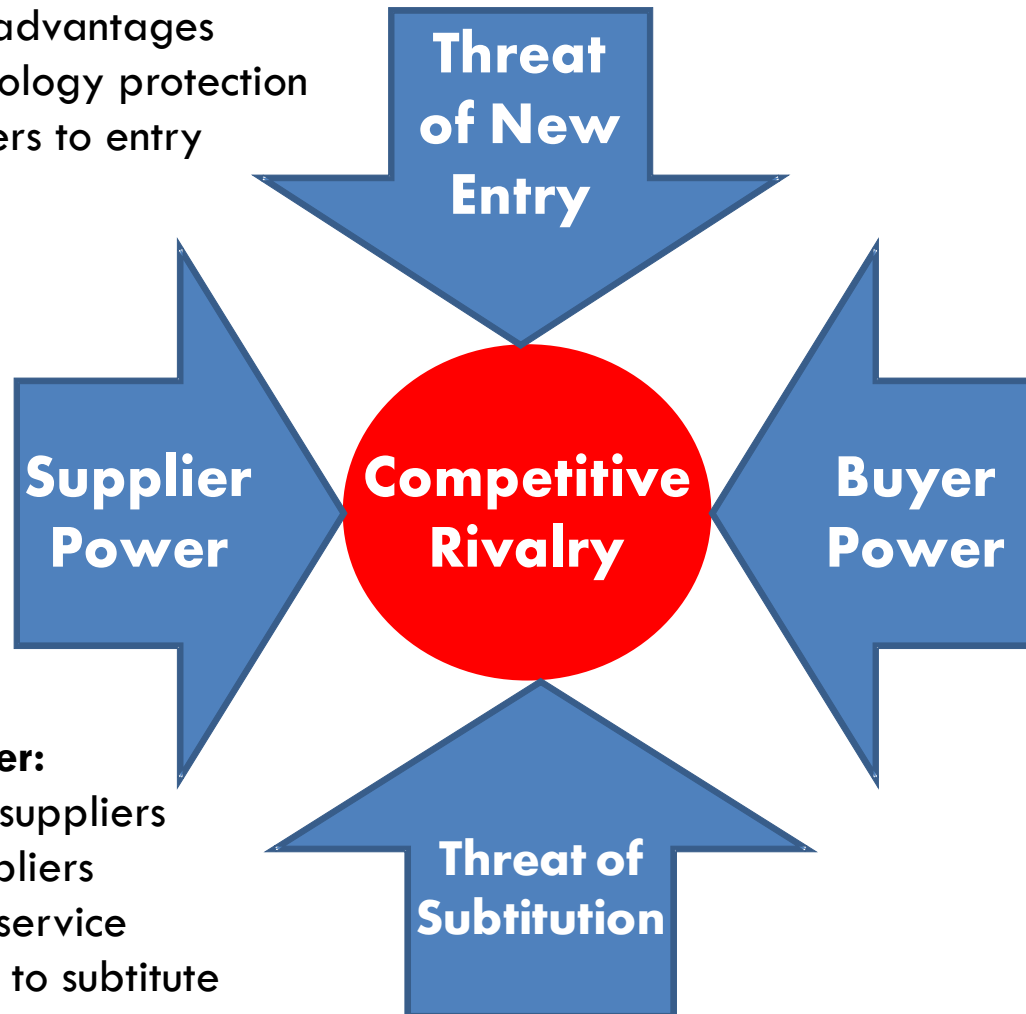 advantages
ology protection
ers to entry
Threat
of New
Entry
Supplier
Power
Competitive
Rivalry
Buyer
Power
er:
suppliers
pliers
service
to subtitute
Threat of
Subtitution